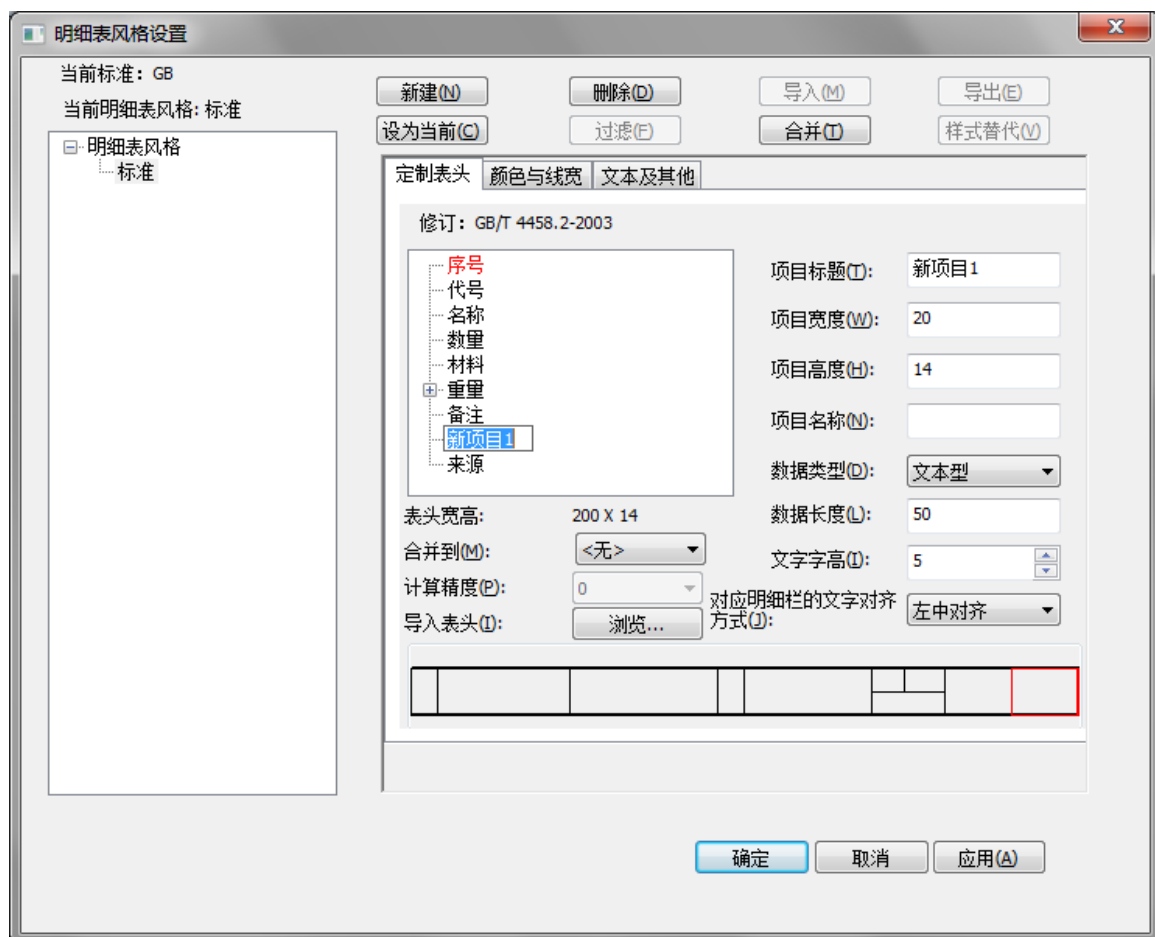 明细表风格设置
当前标准: GB
当前明细表风格: 标准
明细表风格
标准
新建(N) 删除(D) 导入(M) 导出(E)
设为当前(C) 过滤(F) 合并(T) 样式替代(V)
定制表头 颜色与线宽 文本及其他
修订: GB/T 4458.2-2003
序号
代号
名称
数量
材料
重量
备注
新项目1
来源
项目标题(T): 新项目1
项目宽度(W): 20
项目高度(H): 14
项目名称(N):
数据类型(D): 文本型
数据长度(L): 50
文字字高(I): 5
对应明细栏的文字对齐
方式(J): 左中对齐
表头宽高: 200 X 14
合并到(M): <无>
计算精度(P): 0
导入表头(I): 浏览...
确定 取消 应用(A)